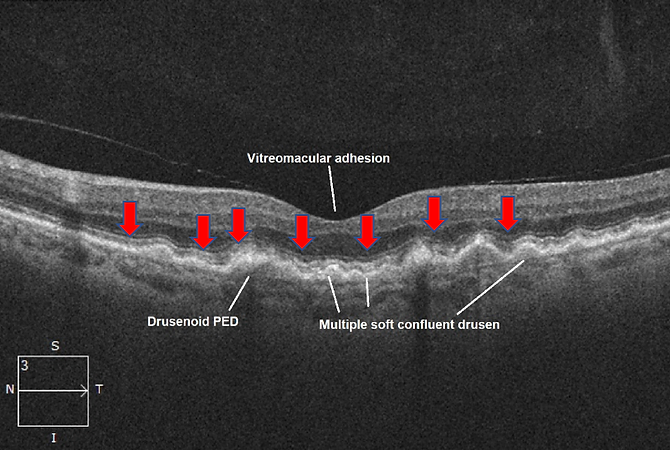 Vitreomacular adhesion
Drusenoid PED
Multiple soft confluent drusen
S
3
N
T
I